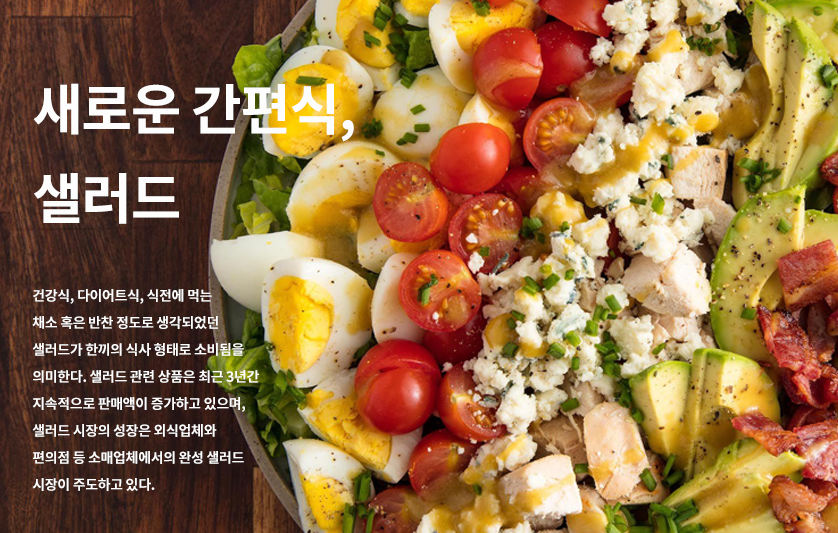 새로운 간편식,
샐러드
건강식, 다이어트식, 식전에 먹는
채소 혹은 반찬 정도로 생각되었던
샐러드가 한끼의 식사 형태로 소비됨을
의미한다. 샐러드 관련 상품은 최근 3년간
지속적으로 판매액이 증가하고 있으며,
샐러드 시장의 성장은 외식업체와
편의점 등 소매업체에서의 완성 샐러드
시장이 주도하고 있다.